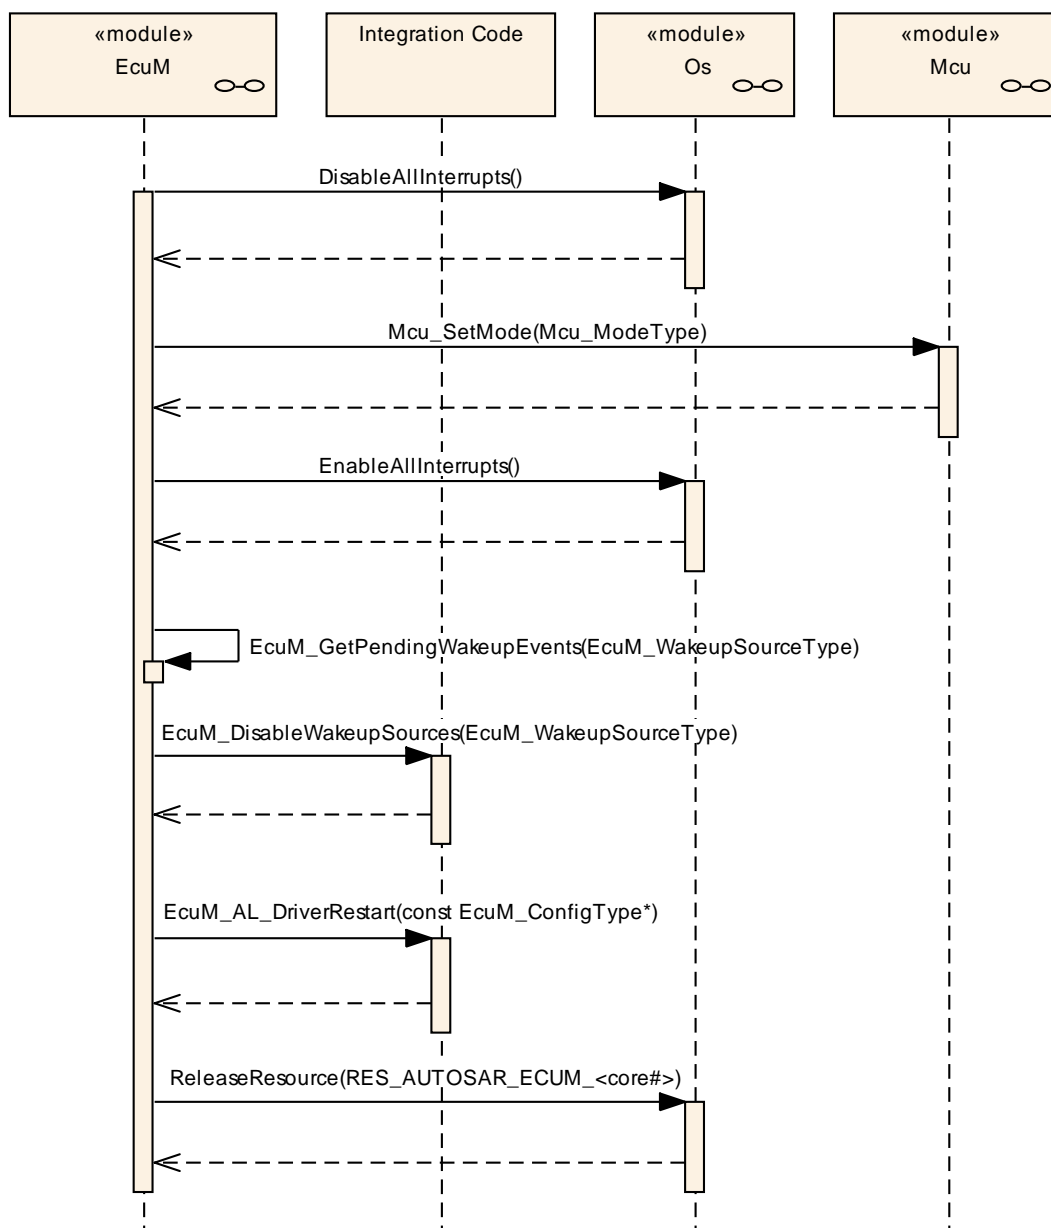 «module»
EcuM
Integration Code
«module»
Os
«module»
Mcu
DisableAllInterrupts()
Mcu_SetMode(Mcu_ModeType)
EnableAllInterrupts()
EcuM_GetPendingWakeupEvents(EcuM_WakeupSourceType)
EcuM_DisableWakeupSources(EcuM_WakeupSourceType)
EcuM_AL_DriverRestart(const EcuM_ConfigType*)
ReleaseResource(RES_AUTOSAR_ECUM_<core#>)